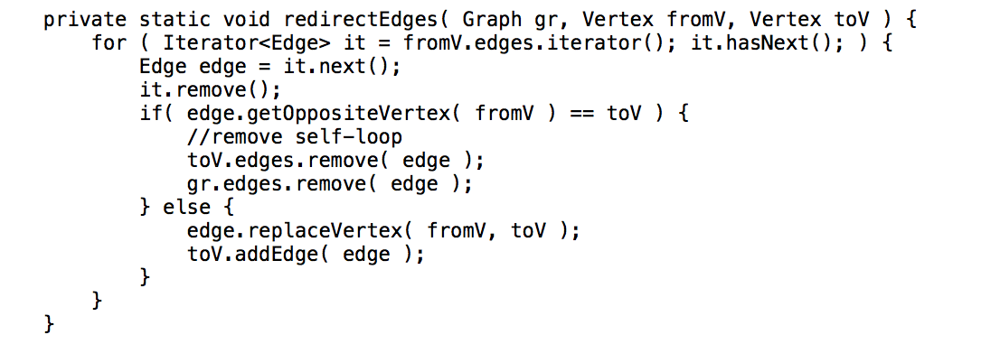 private static void redirectEdges( Graph gr, Vertex fromV, Vertex toV ) {
    for ( Iterator<Edge> it = fromV.edges.iterator(); it.hasNext(); ) {
        Edge edge = it.next();
        it.remove();
        if( edge.getOppositeVertex( fromV ) == toV ) {
            //remove self-loop
            toV.edges.remove( edge );
            gr.edges.remove( edge );
        } else {
            edge.replaceVertex( fromV, toV );
            toV.addEdge( edge );
        }
    }
}